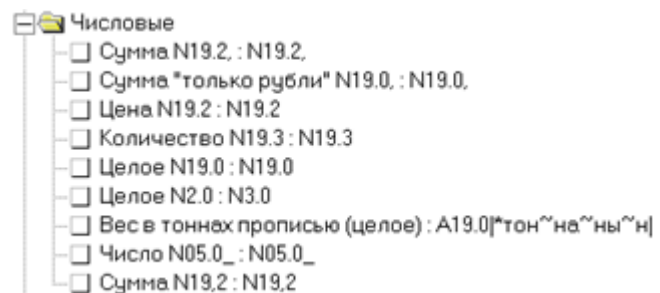 Числовые
Сумма N19.2, : N19.2,
Сумма "только рубли" N19.0, : N19.0,
Цена N19.2 : N19.2
Количество N19.3 : N19.3
Целое N19.0 : N19.0
Целое N2.0 : N3.0
Вес в тоннах прописью (целое) : A19.0|*тон~на~ны~н|
Число N05.0_ : N05.0_
Сумма N19,2 : N19,2